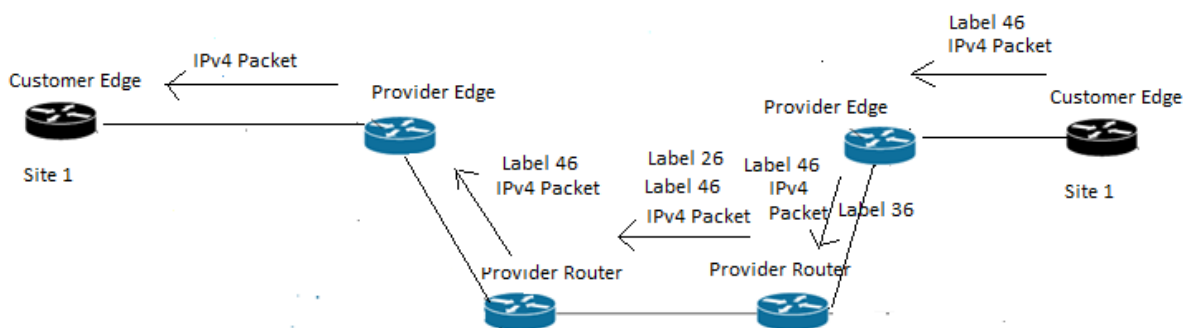 Label 46
IPv4 Packet
IPv4 Packet
Customer Edge
Provider Edge
Provider Edge
Customer Edge
Site 1
Label 46
IPv4 Packet
Label 26
Label 46
IPv4 Packet
Label 46
IPv4
Packet
Label 36
Site 1
Provider Router
Provider Router